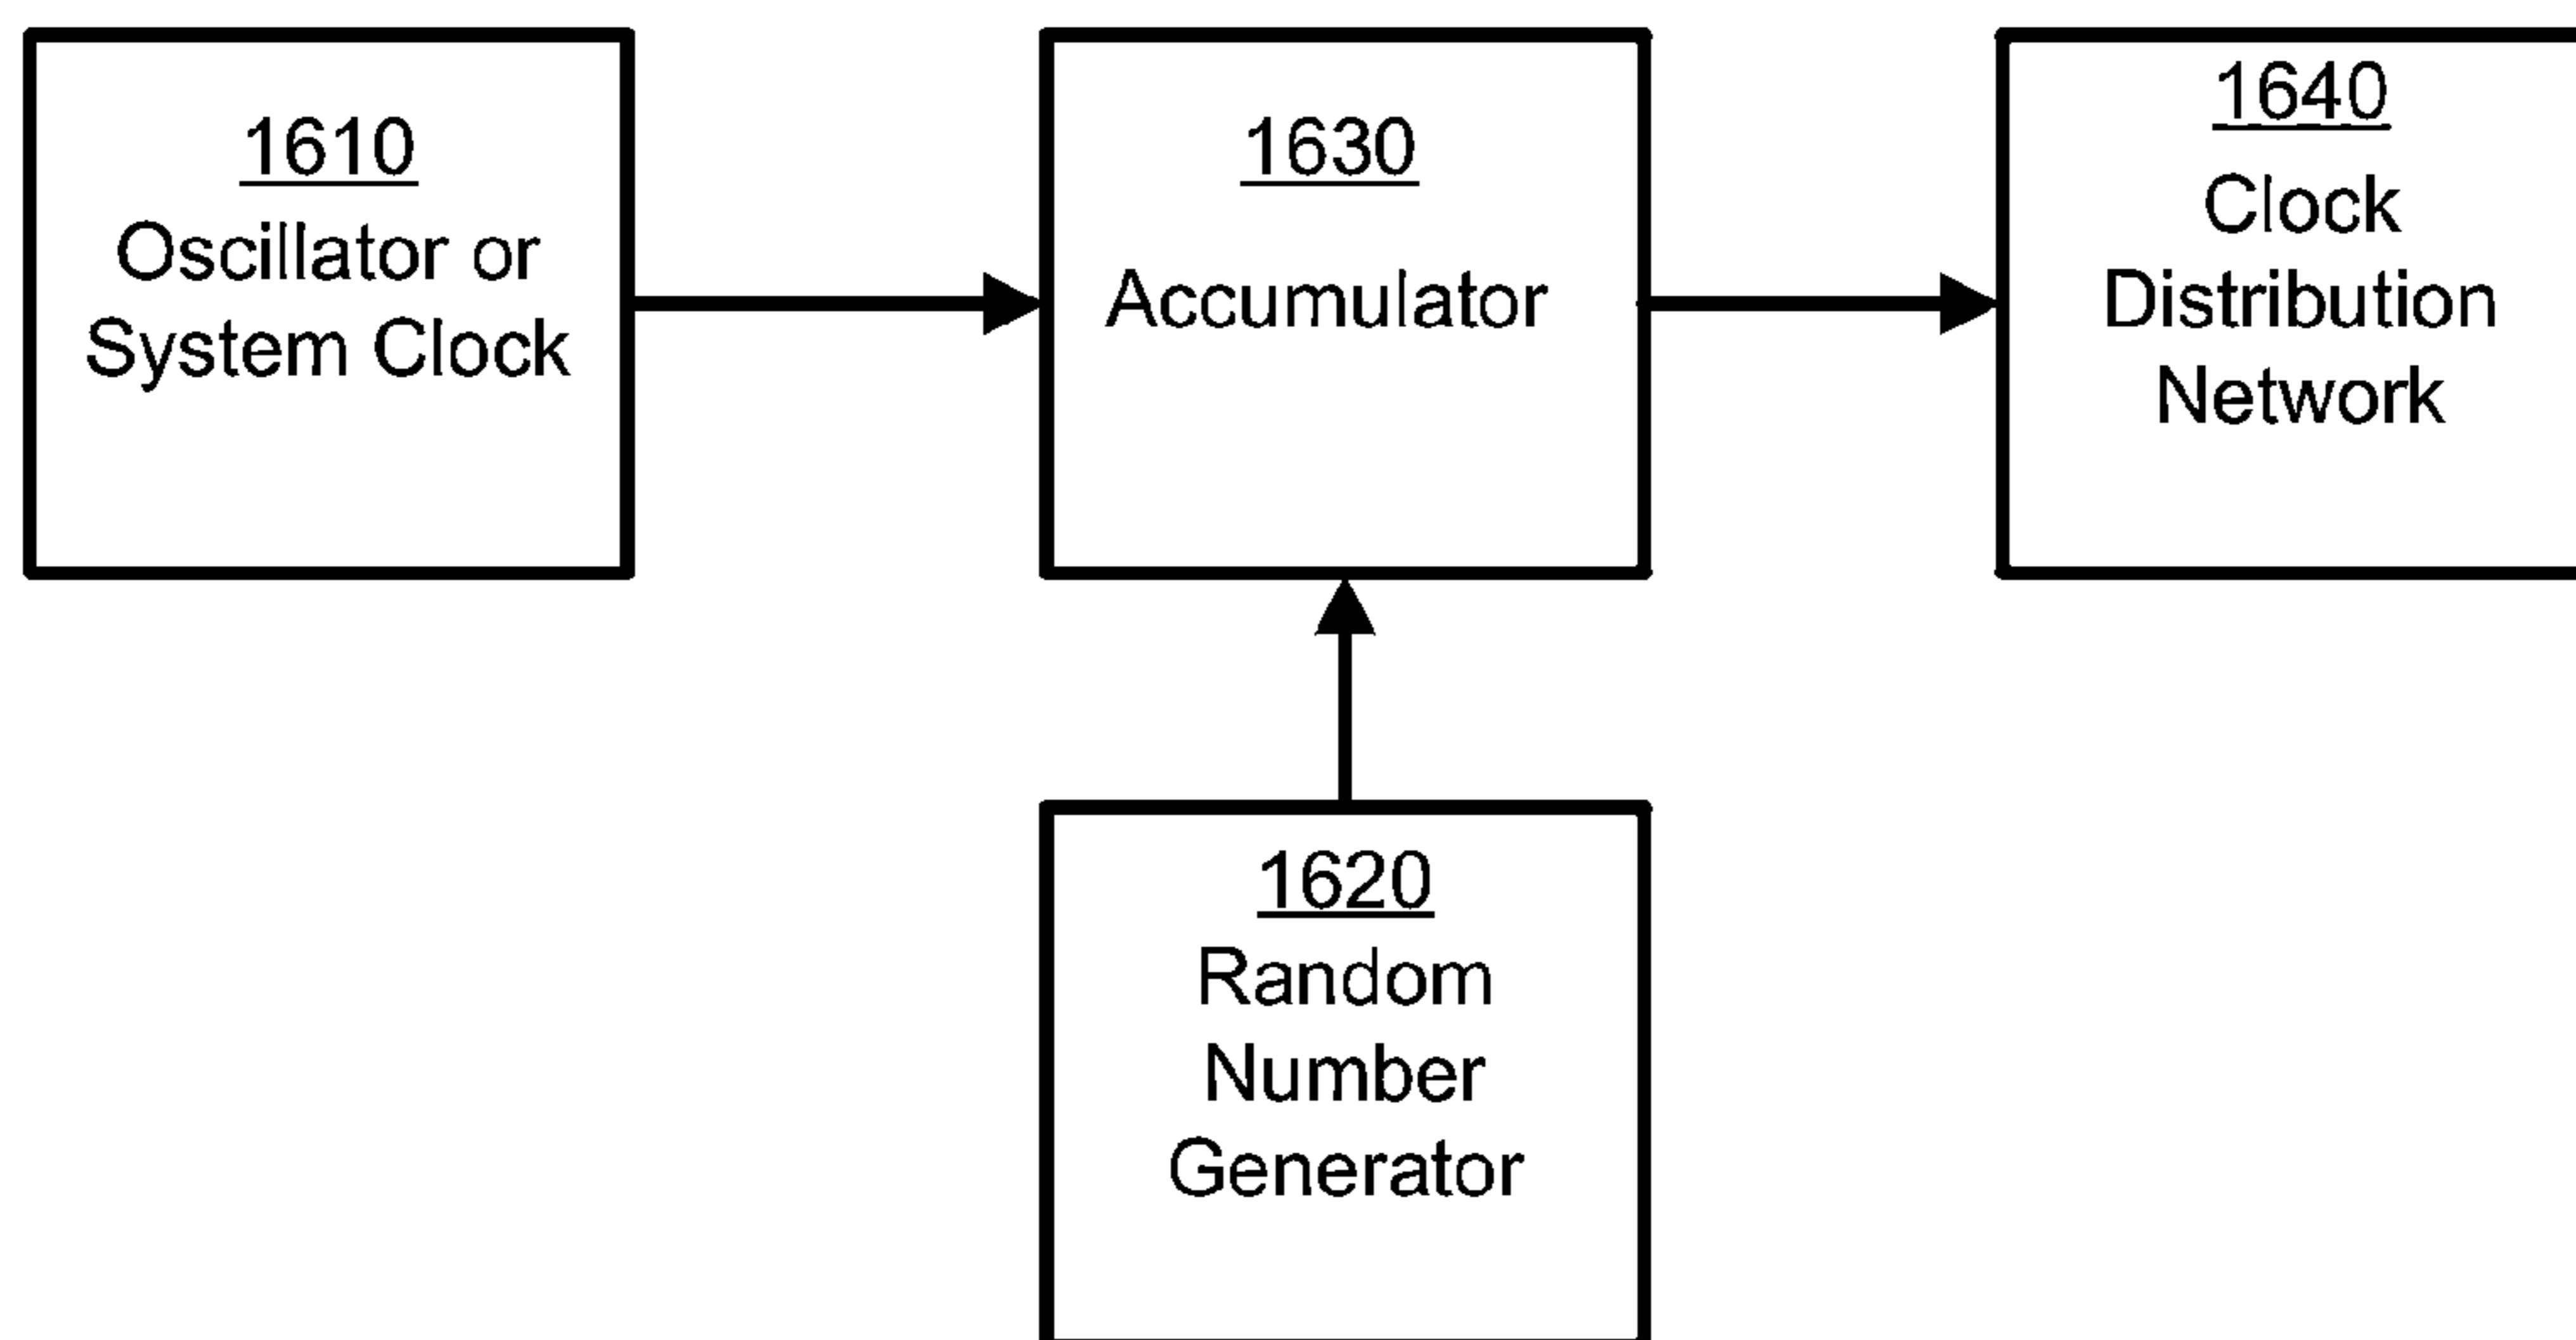 1610
Oscillator or
System Clock
1630
Accumulator
1640
Clock
Distribution
Network
1620
Random
Number
Generator